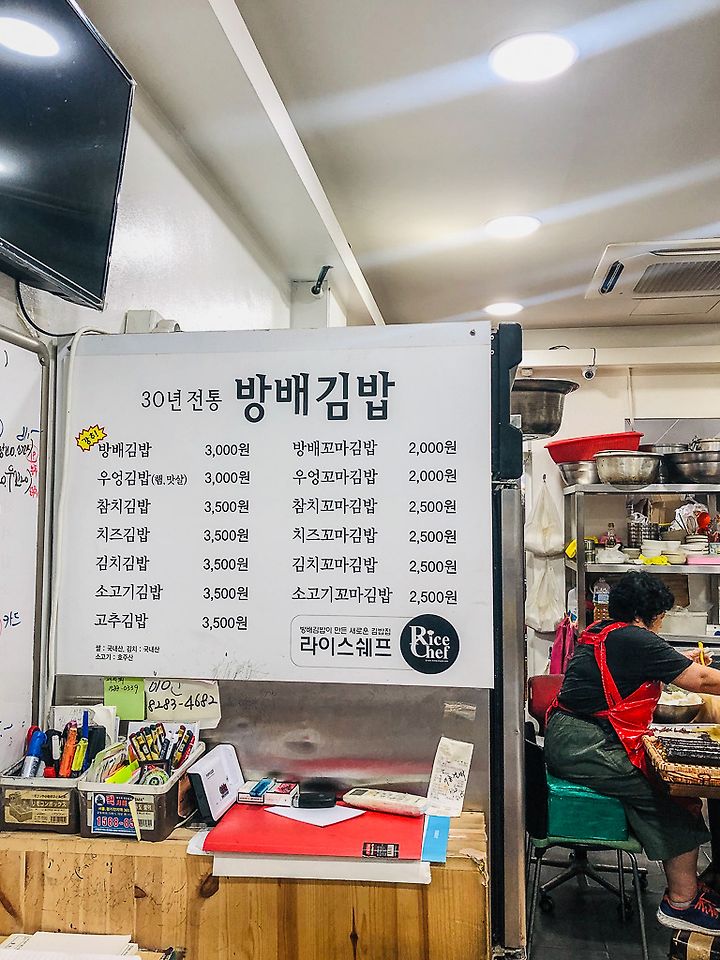 30년 전통 방배김밥
방배김밥 3,000원
우엉김밥(햄,맛살) 3,000원
참치김밥 3,500원
치즈김밥 3,500원
김치김밥 3,500원
소고기김밥 3,500원
고추김밥 3,500원
쌀 : 국내산, 김치 : 국내산
소고기 : 호주산
방배꼬마김밥 2,000원
우엉꼬마김밥 2,000원
참치꼬마김밥 2,500원
치즈꼬마김밥 2,500원
김치꼬마김밥 2,500원
소고기꼬마김밥 2,500원
방배김밥이 만든 새로운 김밥집
라이스쉐프
Rice
Chef
8283-4682
카드